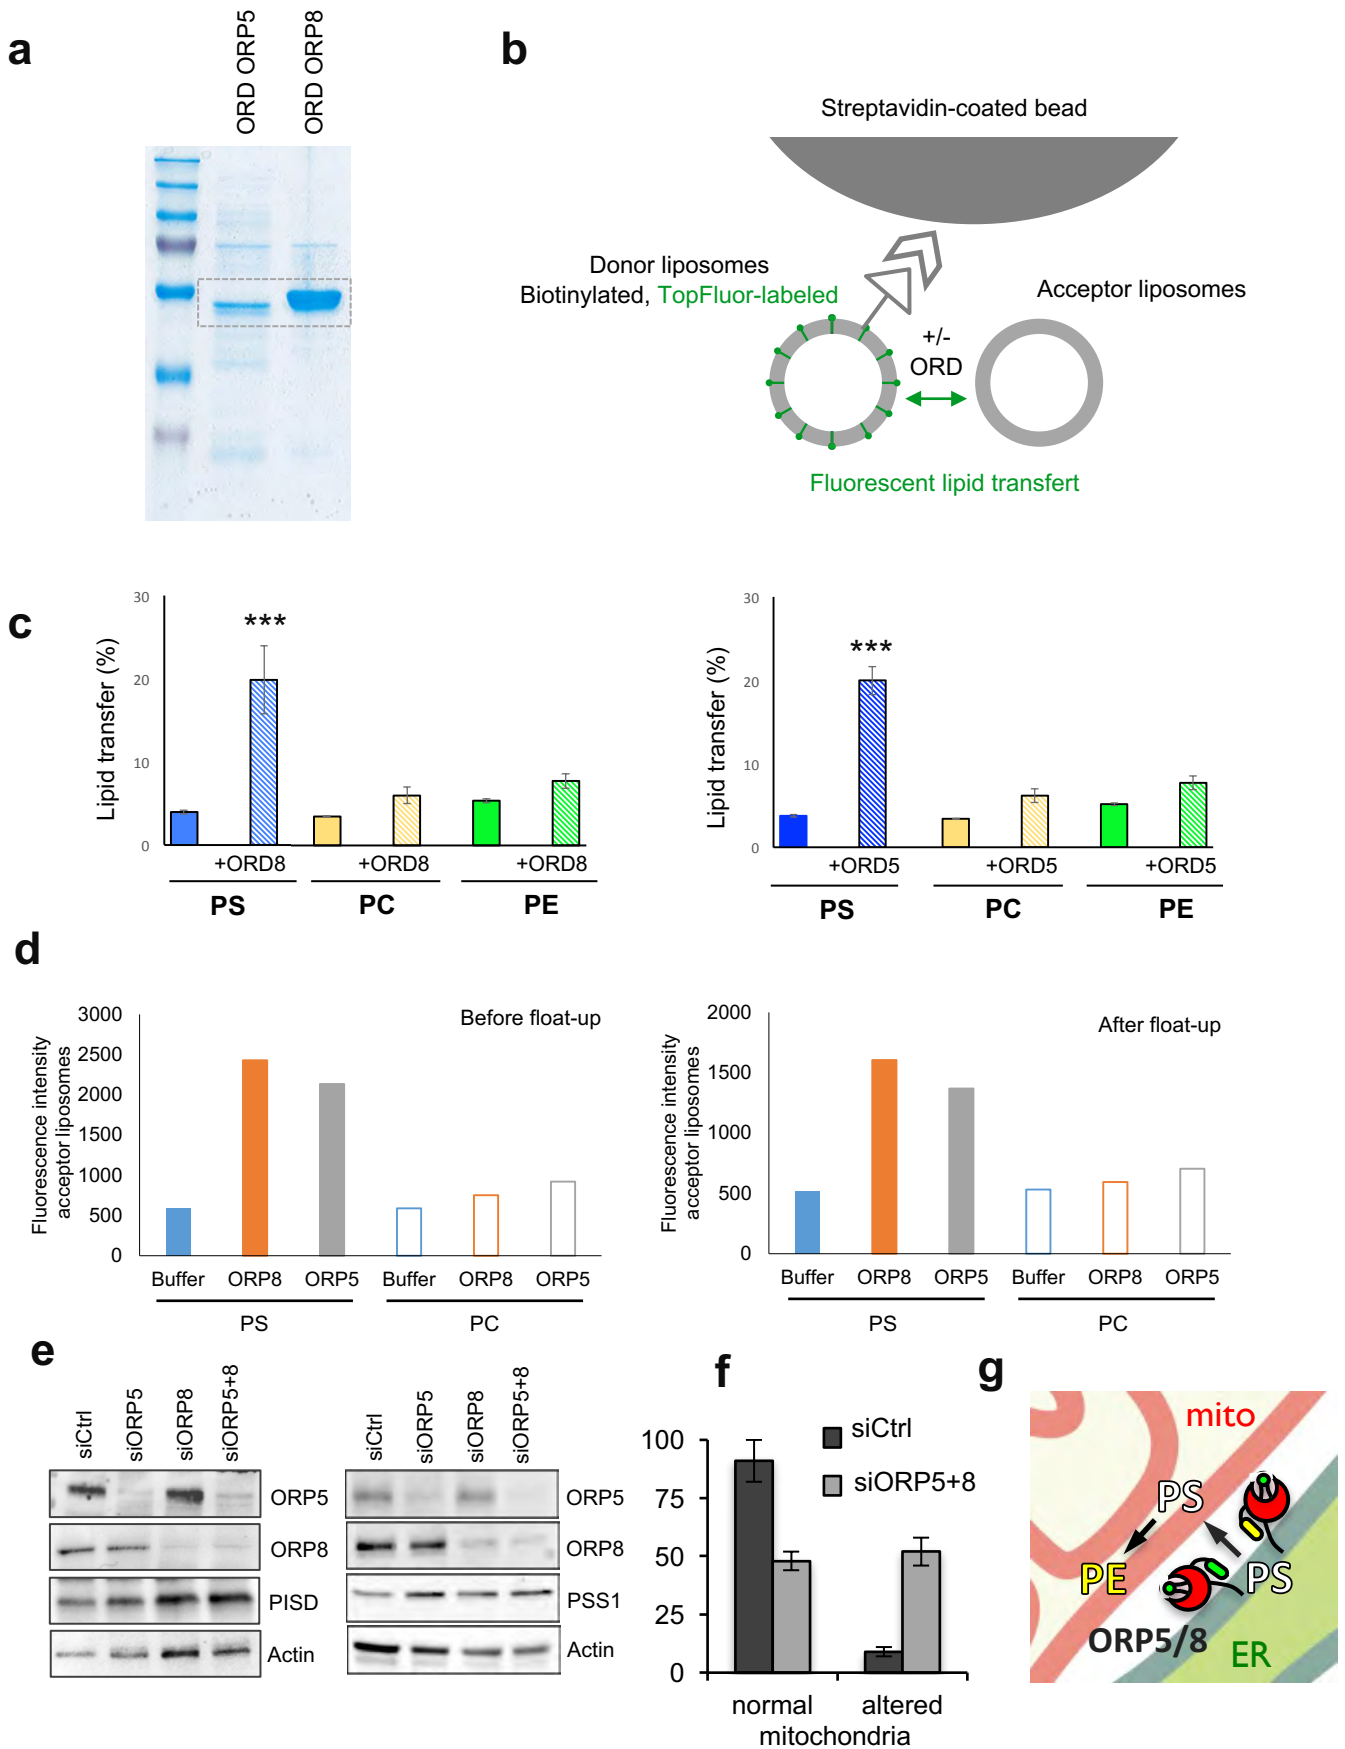 a
ORD ORP5
ORD ORP8
b
Streptavidin-coated bead
Donor liposomes
Biotinylated, TopFluor-labeled
Acceptor liposomes
+/-
ORD
Fluorescent lipid transfert
c
Lipid transfer (%)
30
20
10
0
***
+ORD8
+ORD8
+ORD8
PS
PC
PE
Lipid transfer (%)
30
20
10
0
***
+ORD5
+ORD5
+ORD5
PS
PC
PE
d
Fluorescence intensity
acceptor liposomes
3000
2500
2000
1500
1000
500
0
Before float-up
Buffer
ORP8
ORP5
Buffer
ORP8
ORP5
PS
PC
Fluorescence intensity
acceptor liposomes
2000
1500
1000
500
0
After float-up
Buffer
ORP8
ORP5
Buffer
ORP8
ORP5
PS
PC
e
siCtrl
siORP5
siORP8
siORP5+8
ORP5
ORP8
PISD
Actin
siCtrl
siORP5
siORP8
siORP5+8
ORP5
ORP8
PSS1
Actin
f
100
75
50
25
0
siCtrl
siORP5+8
normal
altered
mitochondria
g
mito
PS
PE
PS
ORP5/8
ER